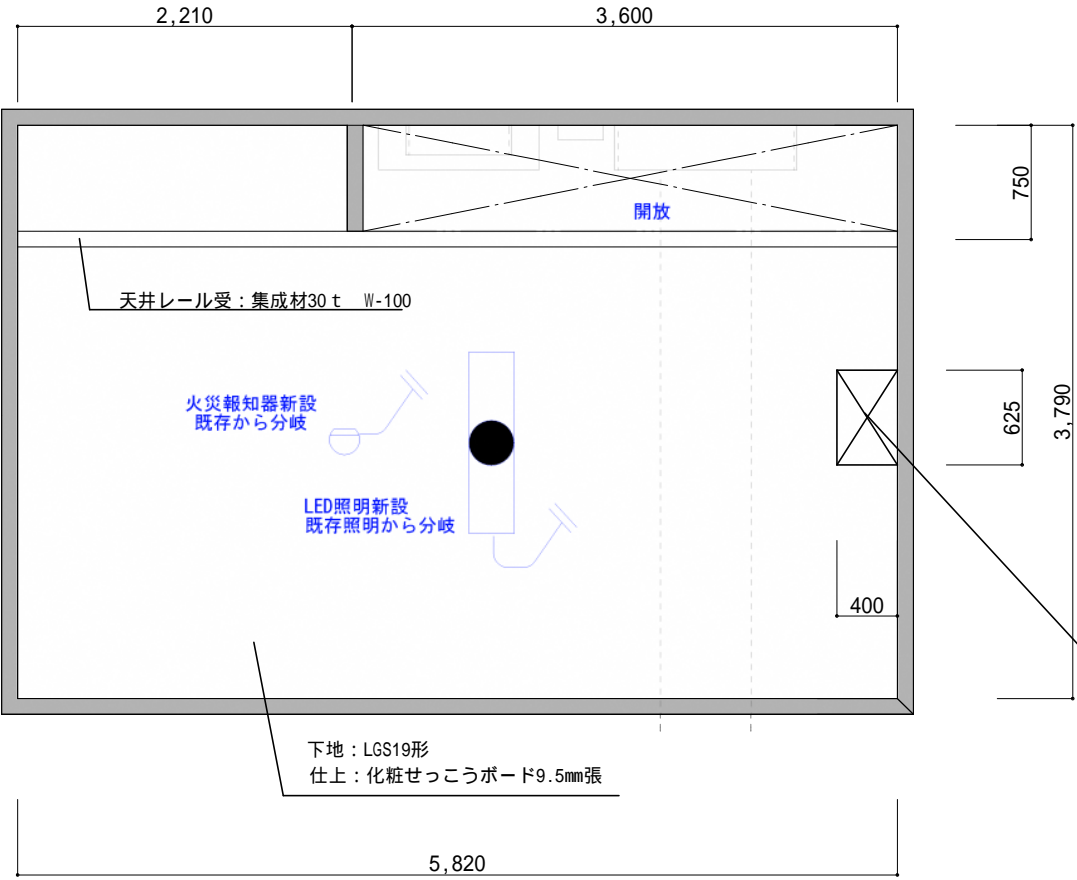 2,210
3,600
750
開放
天井レール受：集成材30ｔ　W-100
火災報知器新設
既存から分岐
625
3,790
LED照明新設
既存照明から分岐
400
下地：LGS19形
仕上：化粧せっこうボード9.5mm張
5,820